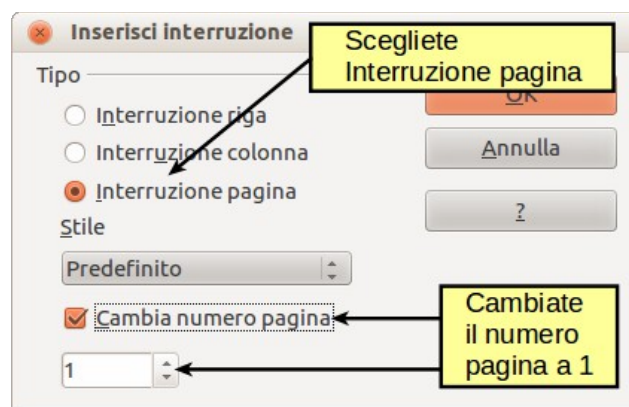 Inserisci interruzione
Scegliete
Interruzione pagina
Tipo
OK
Interruzione riga
Interruzione colonna
Annulla
Interruzione pagina
?
Stile
Predefinito
Cambia numero pagina
Cambiate
il numero
pagina a 1
1